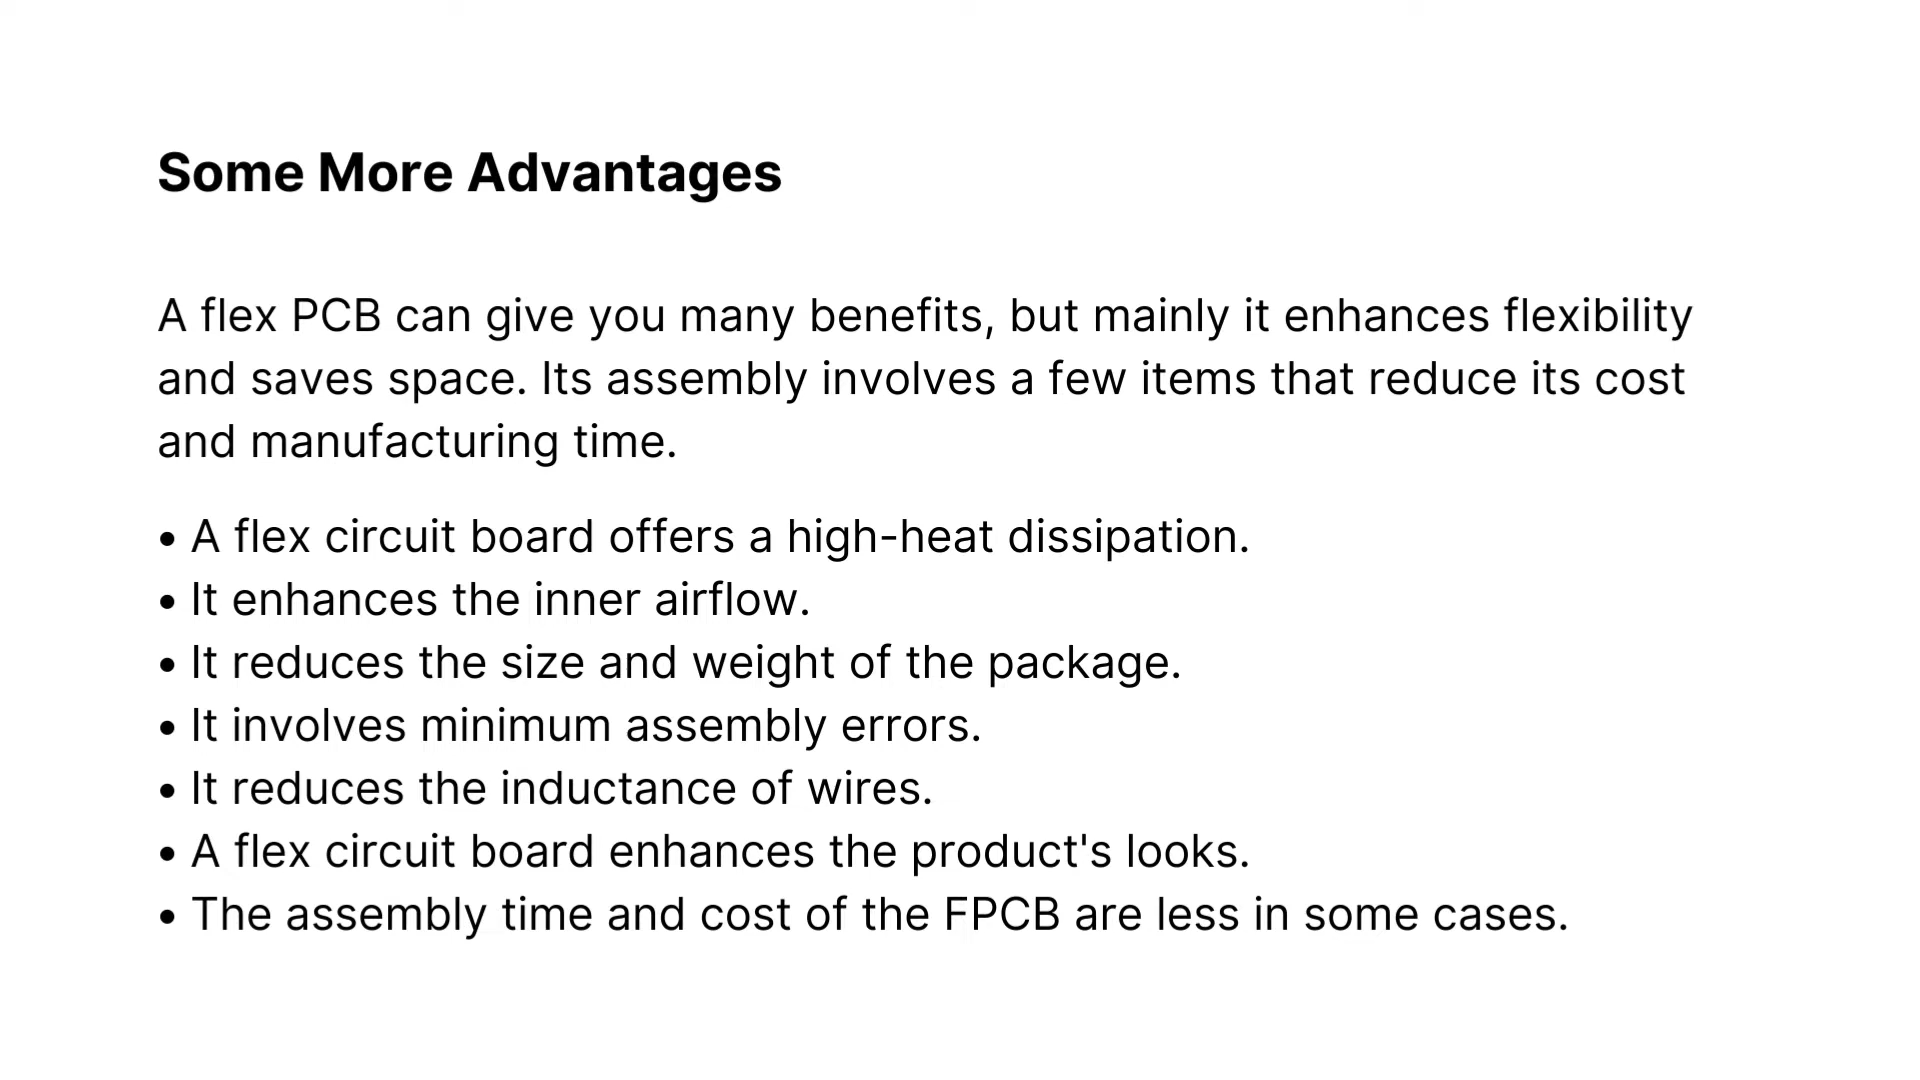 Some More Advantages
A flex PCB can give you many benefits, but mainly it enhances flexibility
and saves space. Its assembly involves a few items that reduce its cost
and manufacturing time.
• A flex circuit board offers a high-heat dissipation.
• It enhances the inner airflow.
• It reduces the size and weight of the package.
• It involves minimum assembly errors.
• It reduces the inductance of wires.
• A flex circuit board enhances the product's looks.
• The assembly time and cost of the FPCB are less in some cases.